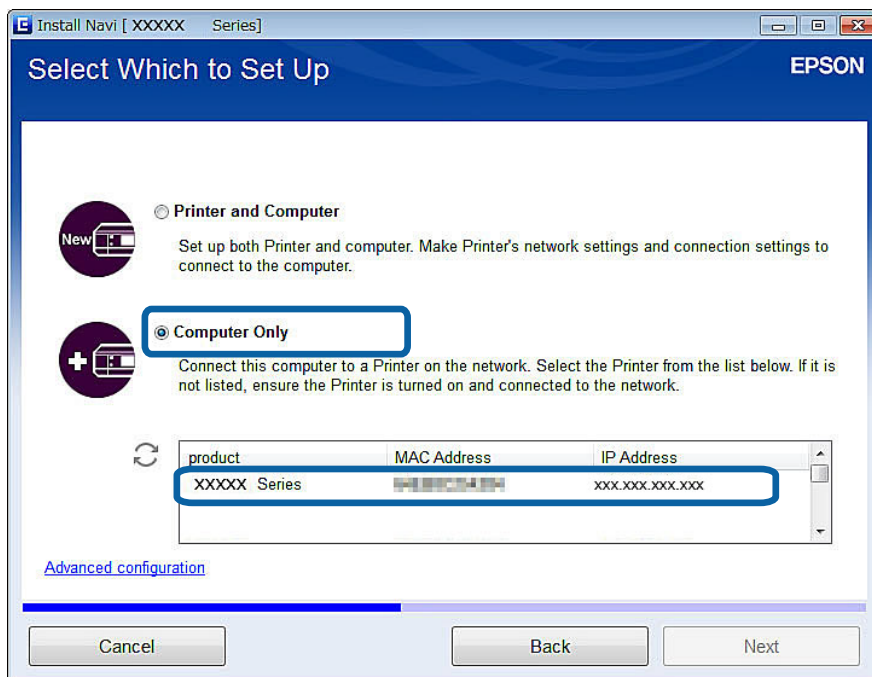 Install Navi [ XXXXX Series]
Select Which to Set Up
EPSON
New
Printer and Computer
Set up both Printer and computer. Make Printer's network settings and connection settings to
connect to the computer.
Computer Only
Connect this computer to a Printer on the network. Select the Printer from the list below. If it is
not listed, ensure the Printer is turned on and connected to the network.
product MAC Address IP Address
XXXXX Series xxx.xxx.xxx.xxx
Advanced configuration
Cancel Back Next